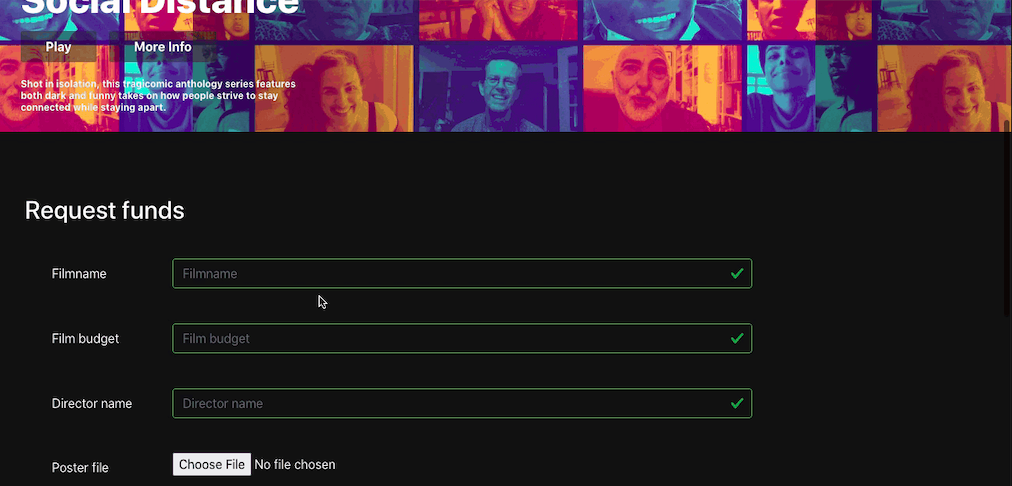 Social Distance
Play
More Info
Shot in isolation, this tragicomic anthology series features
both dark and funny takes on how people strive to stay
connected while staying apart.
Request funds
Filmname
Filmname
Film budget
Film budget
Director name
Director name
Poster file
Choose File No file chosen